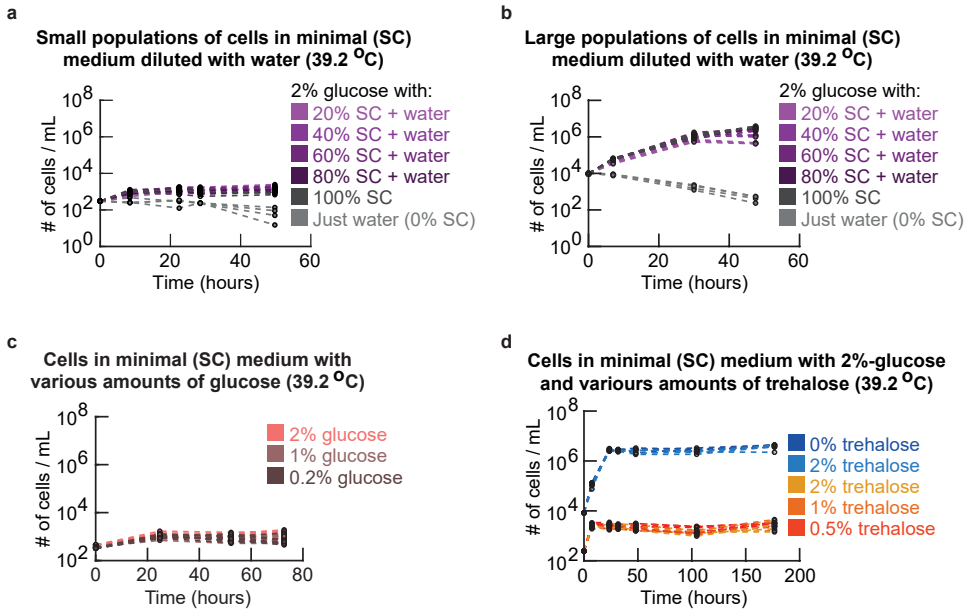 a
Small populations of cells in minimal (SC)
medium diluted with water (39.2 ºC)
# of cells / mL
10^8
10^6
10^4
10^2
10^0
0 20 40 60
Time (hours)
2% glucose with:
20% SC + water
40% SC + water
60% SC + water
80% SC + water
100% SC
Just water (0% SC)
b
Large populations of cells in minimal (SC)
medium diluted with water (39.2 ºC)
# of cells / mL
10^8
10^6
10^4
10^2
10^0
0 20 40 60
Time (hours)
2% glucose with:
20% SC + water
40% SC + water
60% SC + water
80% SC + water
100% SC
Just water (0% SC)
c
Cells in minimal (SC) medium with
various amounts of glucose (39.2 ºC)
# of cells / mL
10^8
10^6
10^4
10^2
0 20 40 60 80
Time (hours)
2% glucose
1% glucose
0.2% glucose
d
Cells in minimal (SC) medium with 2%-glucose
and variours amounts of trehalose (39.2 ºC)
# of cells / mL
10^8
10^6
10^4
10^2
0 50 100 150 200
Time (hours)
0% trehalose
2% trehalose
2% trehalose
1% trehalose
0.5% trehalose